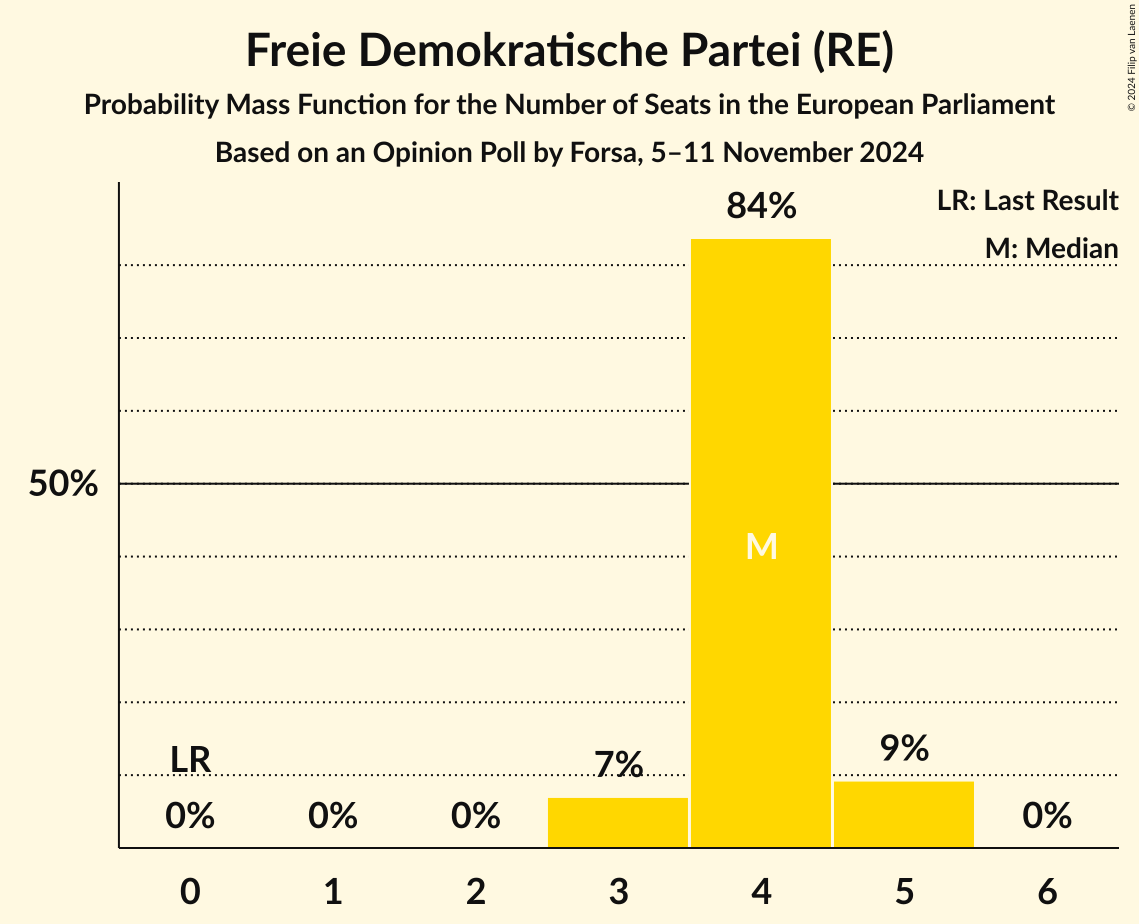 Freie Demokratische Partei (RE)
Probability Mass Function for the Number of Seats in the European Parliament
Based on an Opinion Poll by Forsa, 5–11 November 2024
© 2024 Filip van Laenen
LR: Last Result
M: Median
84%
50%
M
LR
7%
9%
0% 0% 0% 0%
0 1 2 3 4 5 6